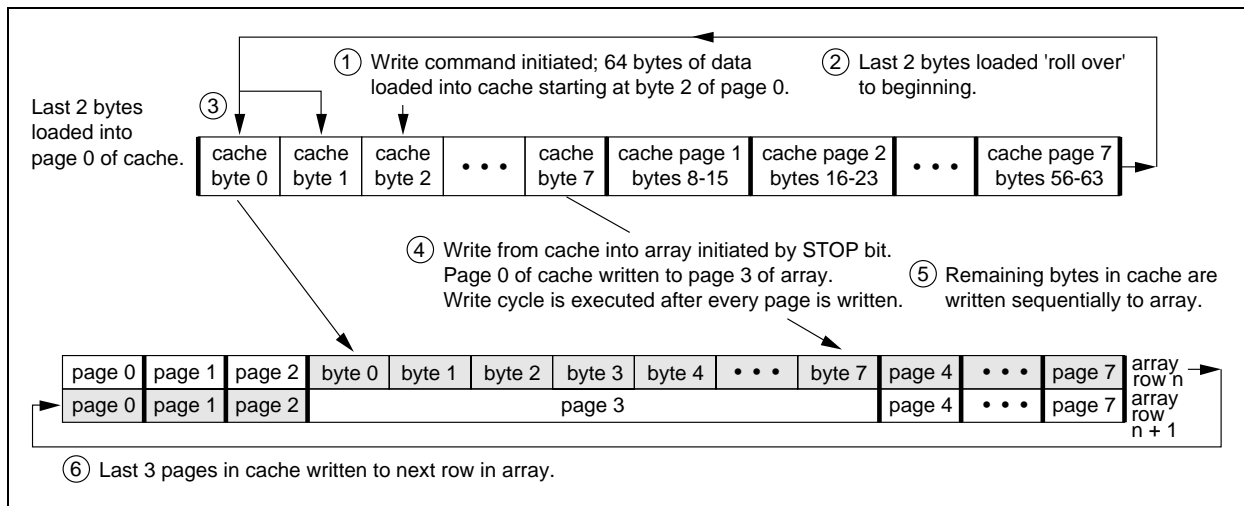 ① Write command initiated; 64 bytes of data
loaded into cache starting at byte 2 of page 0.
② Last 2 bytes loaded 'roll over'
to beginning.
Last 2 bytes
loaded into
page 0 of cache.
③
cache byte 0
cache byte 1
cache byte 2
• • •
cache byte 7
cache page 1 bytes 8-15
cache page 2 bytes 16-23
• • •
cache page 7 bytes 56-63
④ Write from cache into array initiated by STOP bit.
Page 0 of cache written to page 3 of array.
Write cycle is executed after every page is written.
⑤ Remaining bytes in cache are
written sequentially to array.
page 0 page 1 page 2 byte 0 byte 1 byte 2 byte 3 byte 4 • • • byte 7 page 4 • • • page 7 array row n
page 0 page 1 page 2 page 3 page 4 • • • page 7 array row n + 1
⑥ Last 3 pages in cache written to next row in array.